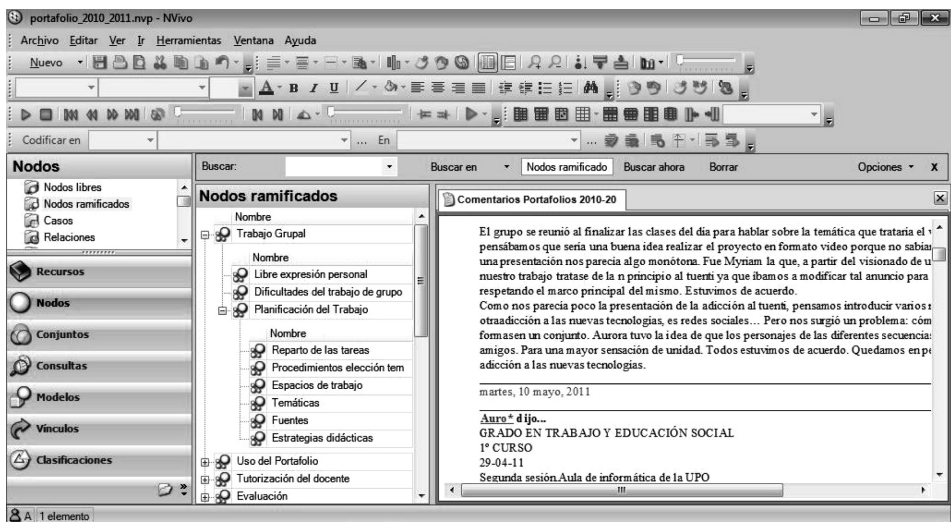 portafolio_2010_2011.nvp - NVivo
Archivo Editar Ver Ir Herramientas Ventana Ayuda
Nuevo
A B I U
Codificar en ... En ...
Nodos
Nodos libres
Nodos ramificados
Casos
Relaciones
Recursos
Nodos
Conjuntos
Consultas
Modelos
Vínculos
Clasificaciones
Buscar: Buscar en Nodos ramificado Buscar ahora Borrar Opciones x
Nodos ramificados
Nombre
Trabajo Grupal
Nombre
Libre expresión personal
Dificultades del trabajo de grupo
Planificación del Trabajo
Nombre
Reparto de las tareas
Procedimientos elección tem
Espacios de trabajo
Temáticas
Fuentes
Estrategias didácticas
Uso del Portafolio
Tutorización del docente
Evaluación
Comentarios Portafolios 2010-20
El grupo se reunió al finalizar las clases del día para hablar sobre la temática que trataría el
pensábamos que sería una buena idea realizar el proyecto en formato video porque no sabía
una presentación nos parecía algo monótona. Fue Myriam la que, a partir del visionado de u
nuestro trabajo tratase de la n principio al tuenti ya que ibamos a modificar tal anuncio para
respetando el marco principal del mismo. Estuvimos de acuerdo.
Como nos parecía poco la presentación de la adicción al tuenti, pensamos introducir varios
otraadicción a las nuevas tecnologías, es redes sociales… Pero nos surgió un problema: cóm
formasen un conjunto. Aurora tuvo la idea de que los personajes de las diferentes secuencia
amigos. Para una mayor sensación de unidad. Todos estuvimos de acuerdo. Quedamos en pe
adicción a las nuevas tecnologías.
martes, 10 mayo, 2011
Auro* dijo...
GRADO EN TRABAJO Y EDUCACIÓN SOCIAL
1º CURSO
29-04-11
Segunda sesión.Aula de informática de la UPO
A 1 elemento